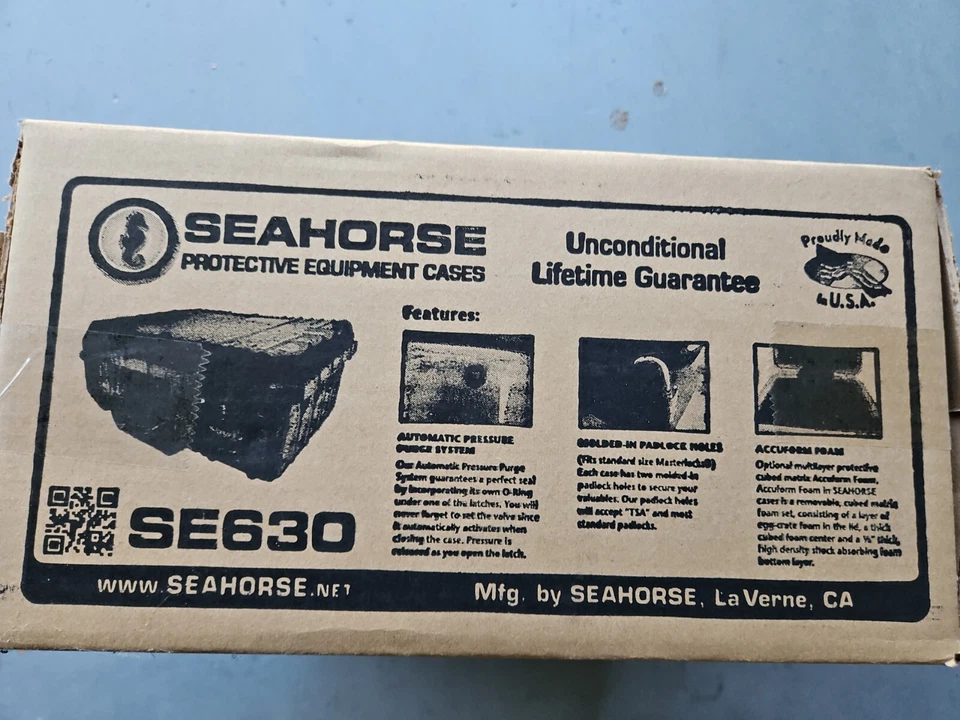 SEAHORSE
PROTECTIVE EQUIPMENT CASES
Unconditional
Lifetime Guarantee
Proudly Made
in U.S.A.
Features:
AUTOMATIC PRESSURE
PURGE SYSTEM
Our Automatic Pressure Purge
System guarantees a perfect seal
by incorporating its own O-Ring
under one of the latches. You will
never forget to set the valve since
it automatically activates when
closing the case. Pressure is
released as you open the latch.
MOLDED-IN PADLOCK HOLES
(Fits standard size Masterlocks®)
Each case has two molded-in
padlock holes to secure your
valuables. Our padlock holes
will accept "TSA" and most
standard padlocks.
ACCUFORM FOAM
Optional multilayer protective
cubed matrix Accuform Foam.
Accuform Foam in SEAHORSE
cases is a removable, cubed matrix
foam set, consisting of a layer of
egg-crate foam in the lid, a thick
cubed foam center and a ½" thick,
high density shock absorbing foam
bottom layer.
SE630
www.SEAHORSE.NET
Mfg. by SEAHORSE, La Verne, CA